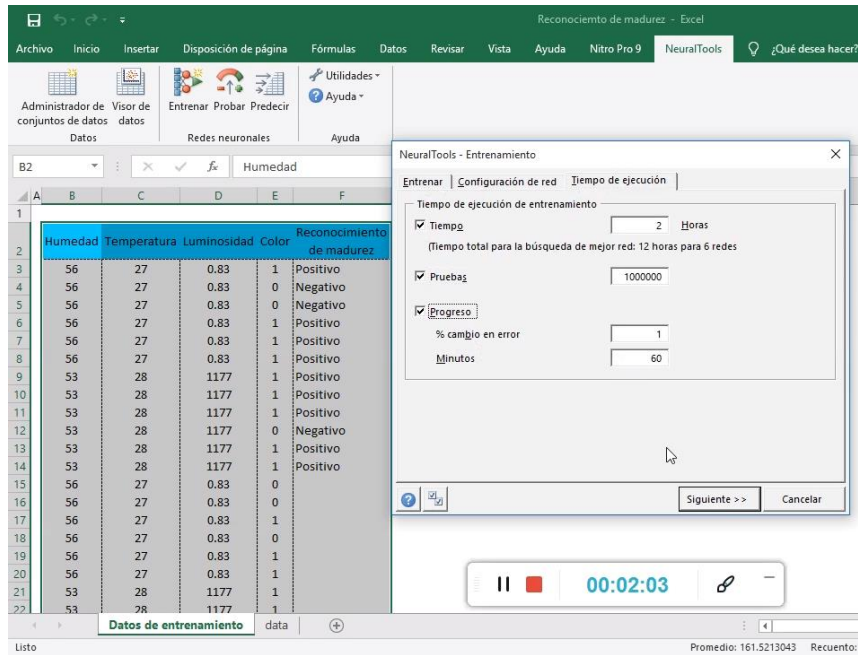 Reconociemto de madurez - Excel
Archivo Inicio Insertar Disposición de página Fórmulas Datos Revisar Vista Ayuda Nitro Pro 9 NeuralTools ¿Qué desea hacer?
Administrador de conjuntos de datos
Visor de datos
Entrenar Probar Predecir
Utilidades
Ayuda
Datos Redes neuronales Ayuda
B2 fx Humedad
A B C D E F
1
2 Humedad Temperatura Luminosidad Color Reconocimiento de madurez
3 56 27 0.83 1 Positivo
4 56 27 0.83 0 Negativo
5 56 27 0.83 0 Negativo
6 56 27 0.83 1 Positivo
7 56 27 0.83 1 Positivo
8 56 27 0.83 1 Positivo
9 53 28 1177 1 Positivo
10 53 28 1177 1 Positivo
11 53 28 1177 1 Positivo
12 53 28 1177 0 Negativo
13 53 28 1177 1 Positivo
14 53 28 1177 1 Positivo
15 56 27 0.83 0
16 56 27 0.83 0
17 56 27 0.83 1
18 56 27 0.83 0
19 56 27 0.83 1
20 56 27 0.83 1
21 53 28 1177 1
22 53 28 1177 1
NeuralTools - Entrenamiento
Entrenar Configuración de red Tiempo de ejecución
Tiempo de ejecución de entrenamiento
Tiempo 2 Horas
(Tiempo total para la búsqueda de mejor red: 12 horas para 6 redes
Pruebas 1000000
Progreso
% cambio en error 1
Minutos 60
Siguiente >> Cancelar
00:02:03
Datos de entrenamiento data
Listo Promedio: 161.5213043 Recuento: